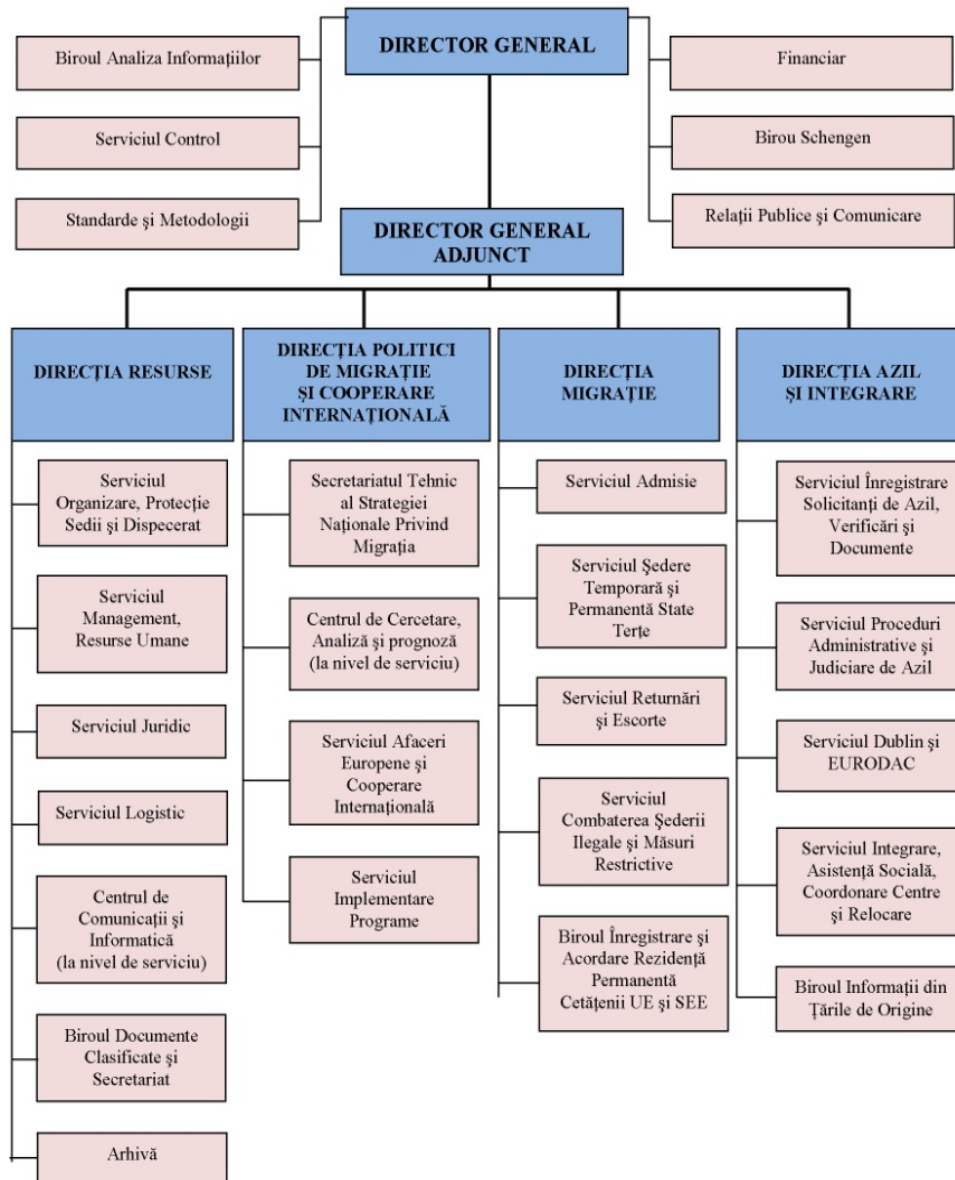 DIRECTOR GENERAL
Biroul Analiza Informațiilor
Serviciul Control
Standarde și Metodologii
Financiar
Birou Schengen
Relații Publice și Comunicare
DIRECTOR GENERAL
ADJUNCT
DIRECȚIA RESURSE
Serviciul
Organizare, Protecție
Sedii și Dispecerat
Serviciul
Management,
Resurse Umane
Serviciul Juridic
Serviciul Logistic
Centrul de
Comunicații și
Informatică
(la nivel de serviciu)
Biroul Documente
Clasificate și
Secretariat
Arhivă
DIRECȚIA POLITICI
DE MIGRAȚIE
ȘI COOPERARE
INTERNAȚIONALĂ
Secretariatul Tehnic
al Strategiei
Naționale Privind
Migrația
Centrul de Cercetare,
Analiză și prognoză
(la nivel de serviciu)
Serviciul Afaceri
Europene și
Cooperare
Internațională
Serviciul
Implementare
Programe
DIRECȚIA
MIGRAȚIE
Serviciul Admisie
Serviciul Ședere
Temporară și
Permanentă State
Terțe
Serviciul Returnări
și Escorte
Serviciul
Combaterea Șederii
Ilegale și Măsuri
Restrictive
Biroul Înregistrare și
Acordare Rezidență
Permanentă
Cetățenii UE și SEE
DIRECȚIA AZIL
ȘI INTEGRARE
Serviciul Înregistrare
Solicitanți de Azil,
Verificări și
Documente
Serviciul Proceduri
Administrative și
Judiciare de Azil
Serviciul Dublin și
EURODAC
Serviciul Integrare,
Asistență Socială,
Coordonare Centre
și Relocare
Biroul Informații din
Țările de Origine